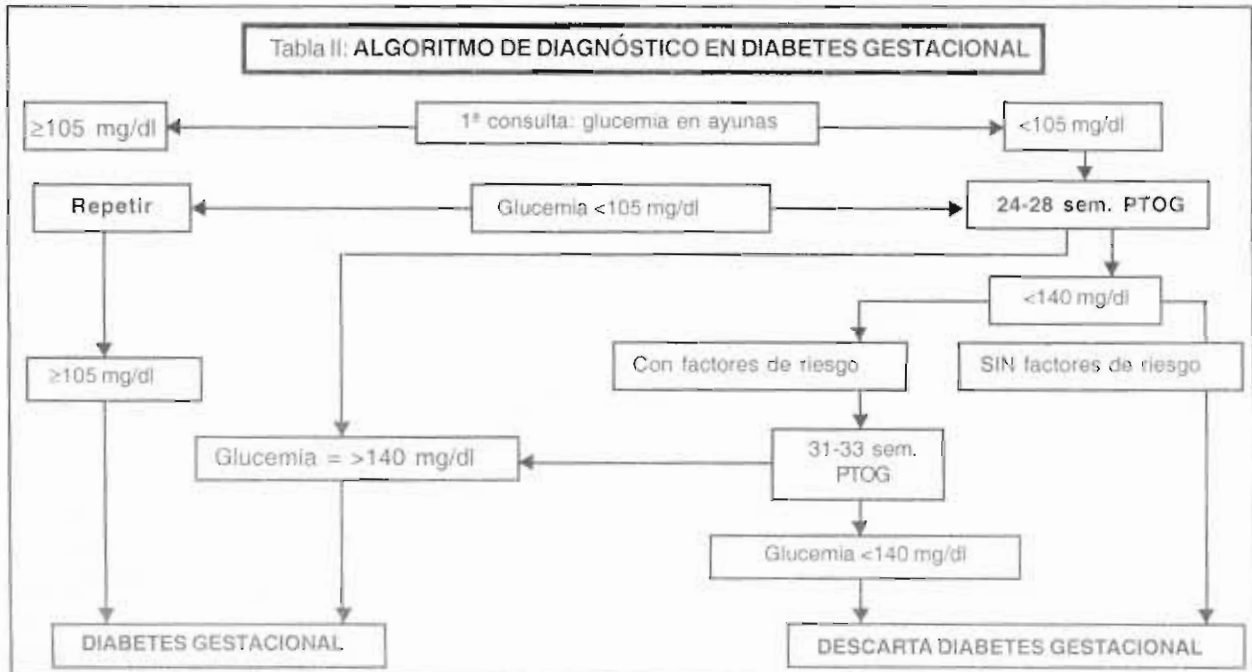 Tabla II: ALGORITMO DE DIAGNÓSTICO EN DIABETES GESTACIONAL
≥105 mg/dl
1ª consulta: glucemia en ayunas
<105 mg/dl
Repetir
Glucemia <105 mg/dl
24-28 sem. PTOG
<140 mg/dl
≥105 mg/dl
Con factores de riesgo
SIN factores de riesgo
Glucemia = >140 mg/dl
31-33 sem.
PTOG
Glucemia <140 mg/dl
DIABETES GESTACIONAL
DESCARTA DIABETES GESTACIONAL